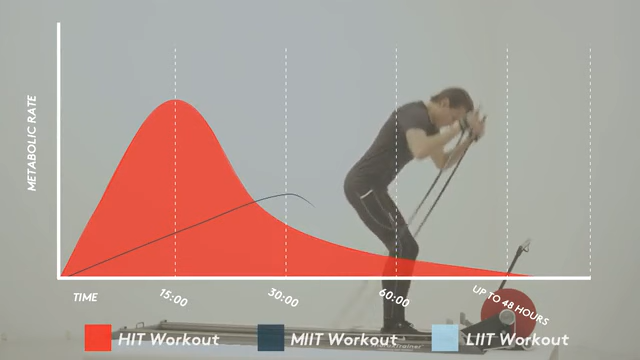 METABOLIC RATE
TIME
15:00
30:00
60:00
UP TO 48 HOURS
HIT Workout
MIIT Workout
LIIT Workout